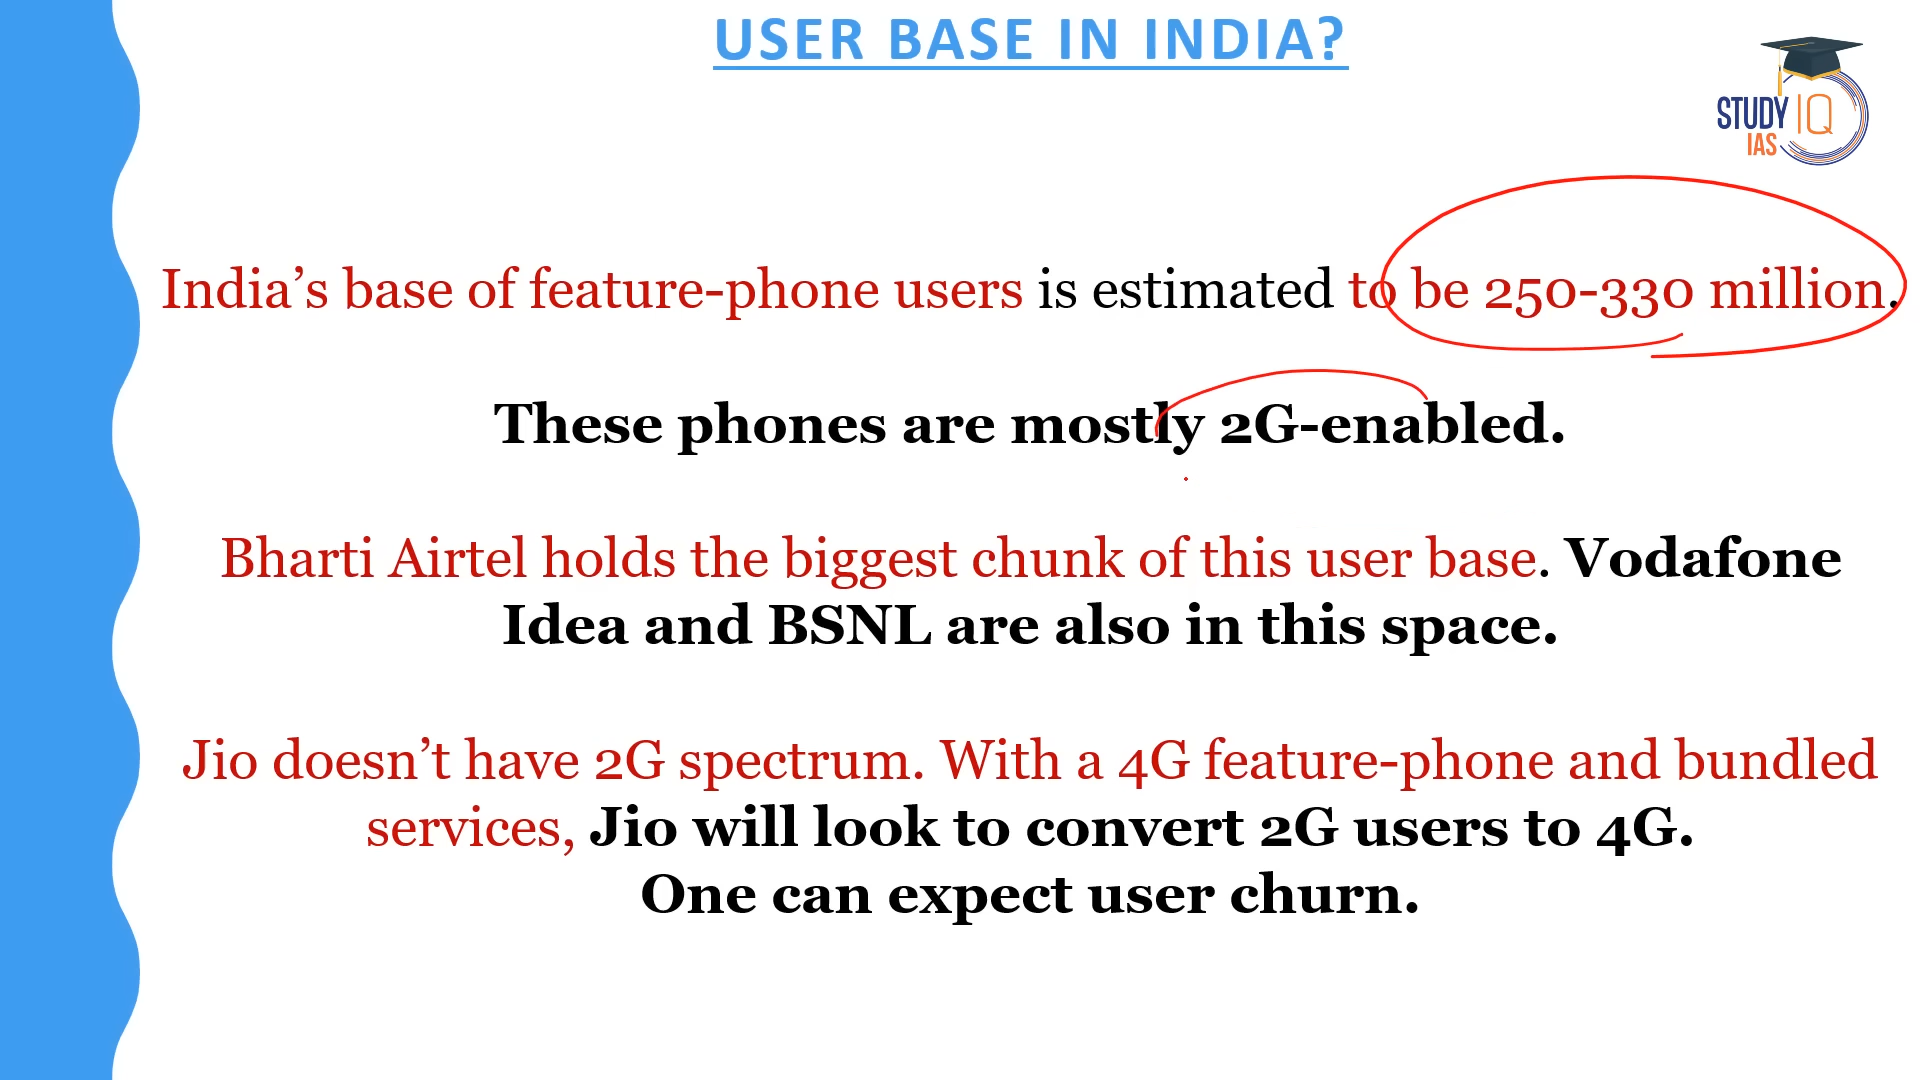 USER BASE IN INDIA?
STUDY IQ
IAS
India’s base of feature-phone users is estimated to be 250-330 million.
These phones are mostly 2G-enabled.
Bharti Airtel holds the biggest chunk of this user base. Vodafone
Idea and BSNL are also in this space.
Jio doesn’t have 2G spectrum. With a 4G feature-phone and bundled
services, Jio will look to convert 2G users to 4G.
One can expect user churn.